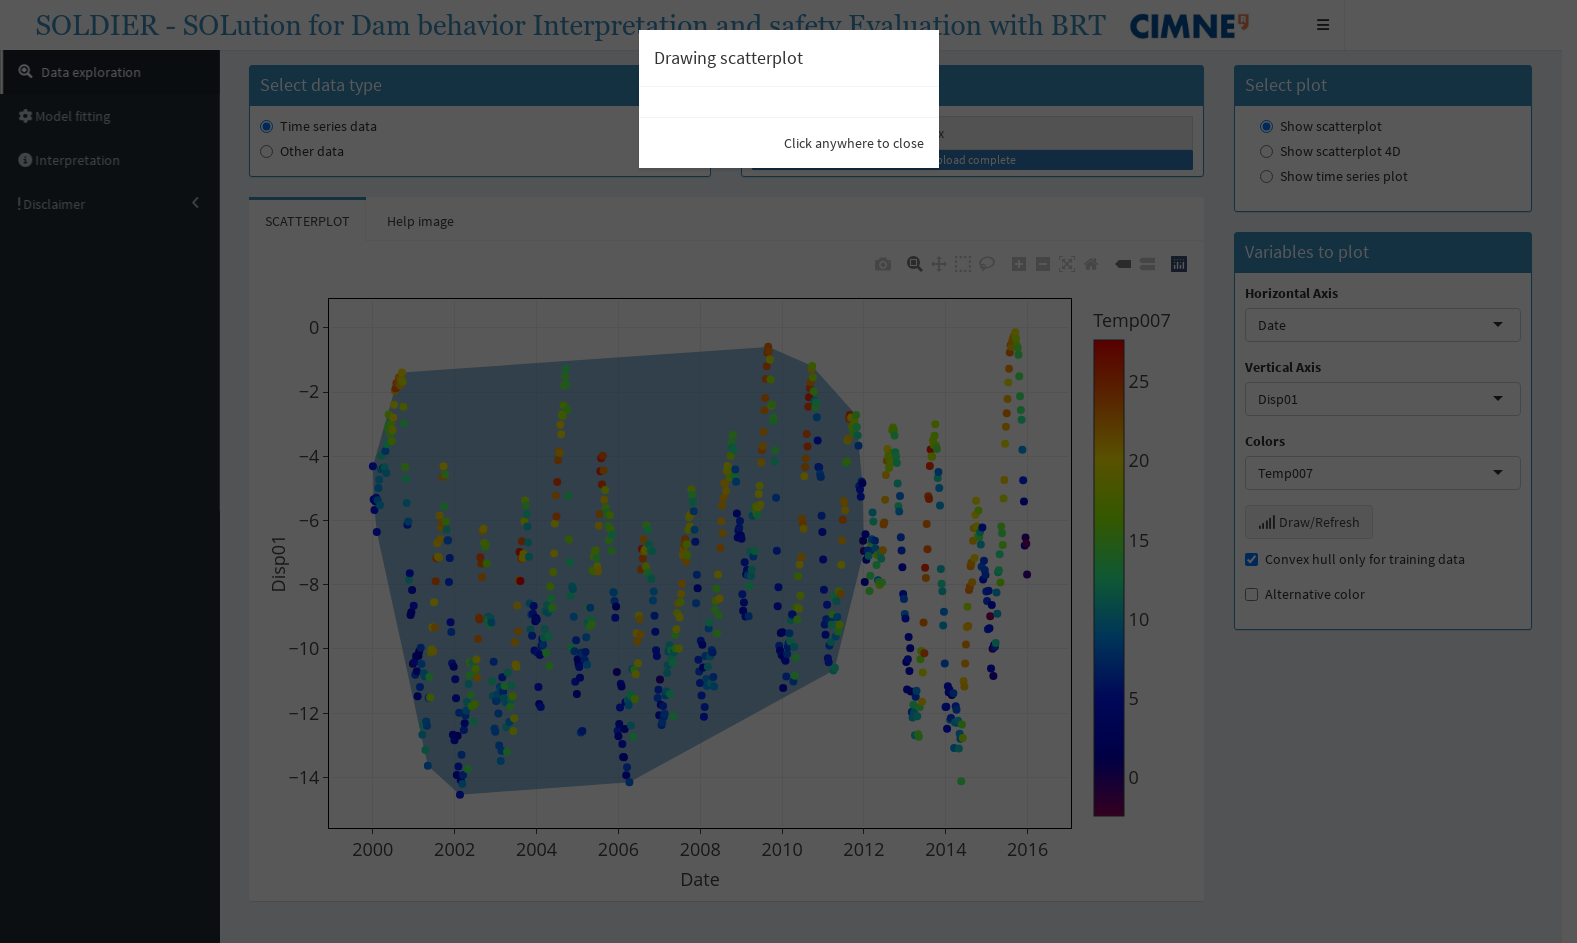 SOLDIER - SOLution for Dam behavior Interpretation and safety Evaluation with BRT
CIMNE
Data exploration
Model fitting
Interpretation
Disclaimer
Drawing scatterplot
Click anywhere to close
Select data type
Time series data
Other data
x
load complete
SCATTERPLOT
Help image
Disp01
0
−2
−4
−6
−8
−10
−12
−14
2000
2002
2004
2006
2008
2010
2012
2014
2016
Date
Temp007
25
20
15
10
5
0
Select plot
Show scatterplot
Show scatterplot 4D
Show time series plot
Variables to plot
Horizontal Axis
Date
Vertical Axis
Disp01
Colors
Temp007
Draw/Refresh
Convex hull only for training data
Alternative color